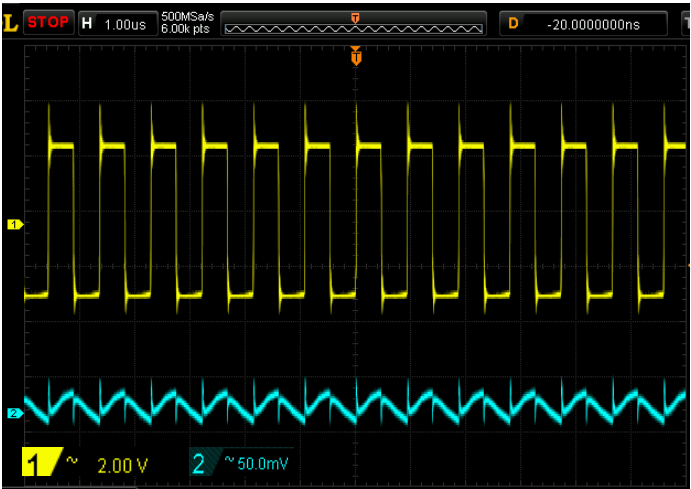 L STOP H 1.00us 500MSa/s D -20.0000000ns T
6.00k pts T
T
1
2
1 ~ 2.00 V 2 ~ 50.0mV